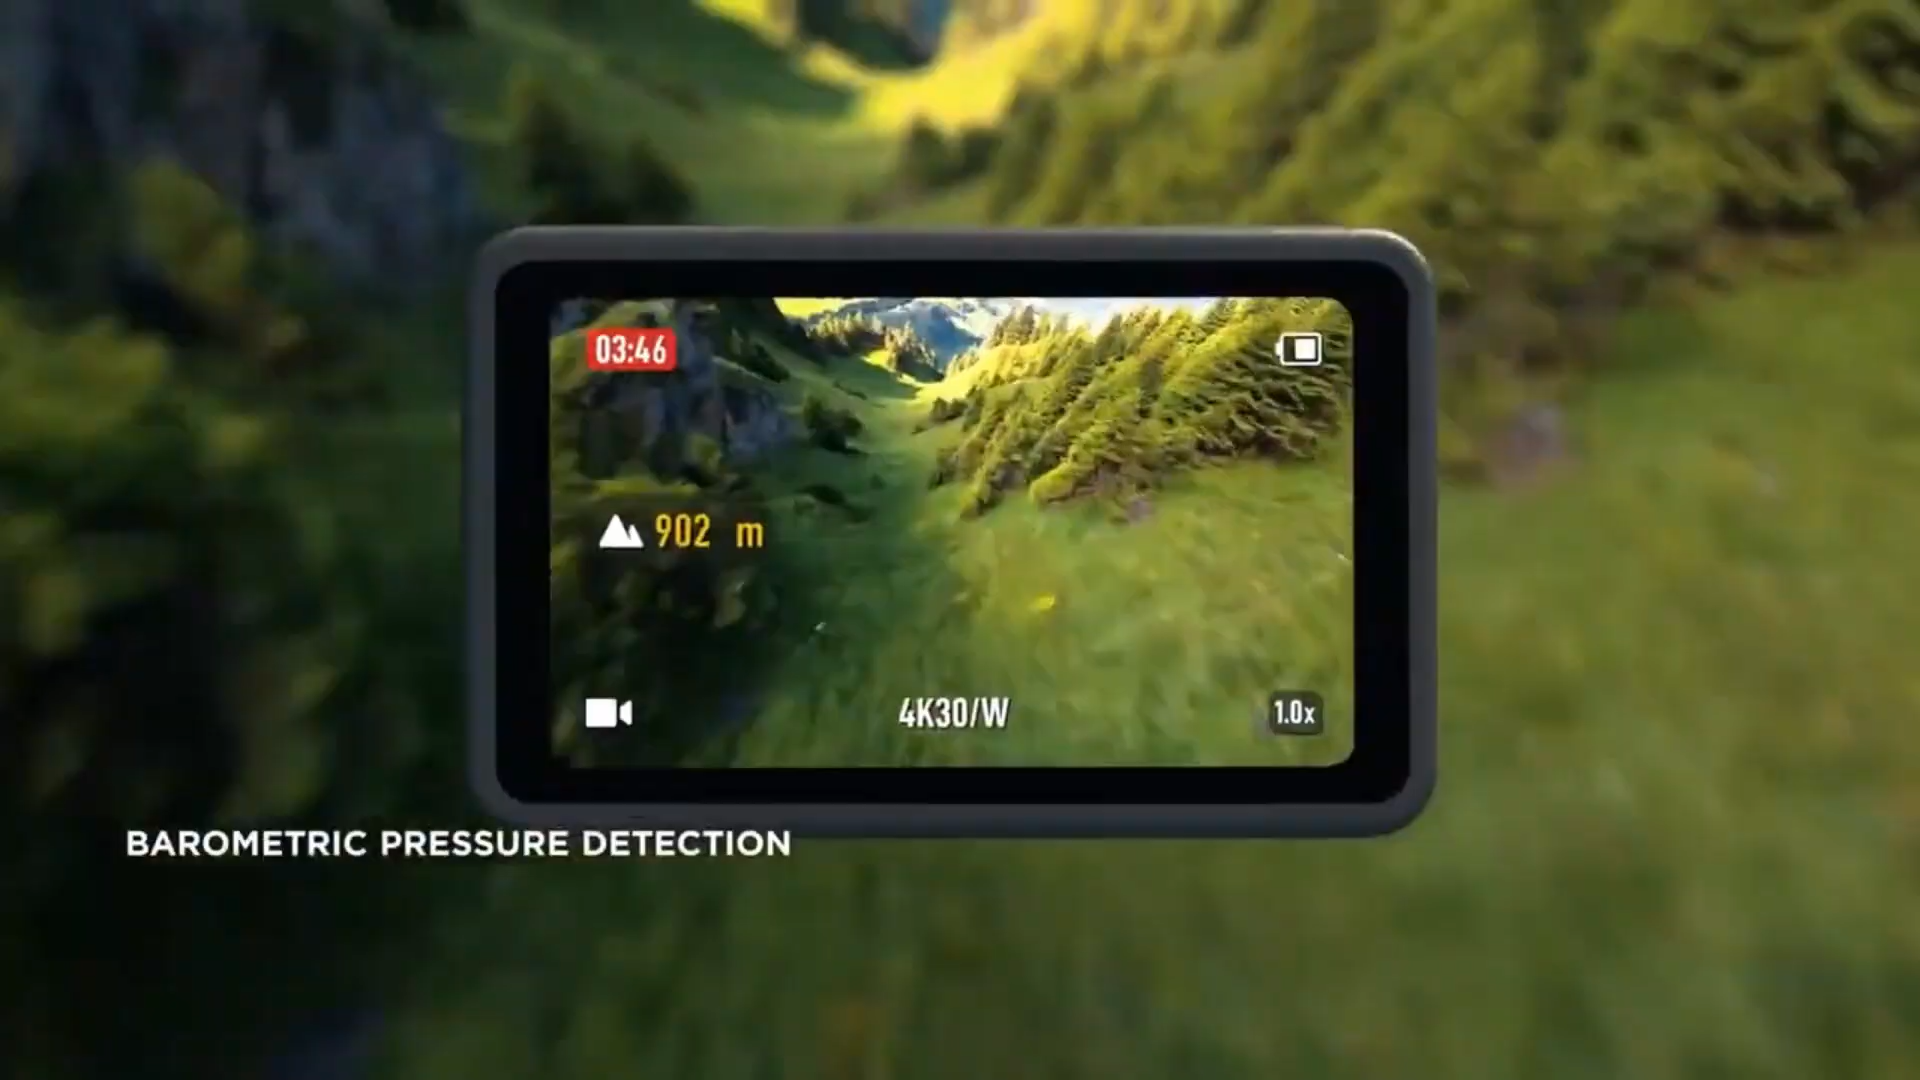 03:46
902 m
4K30/W
1.0x
BAROMETRIC PRESSURE DETECTION